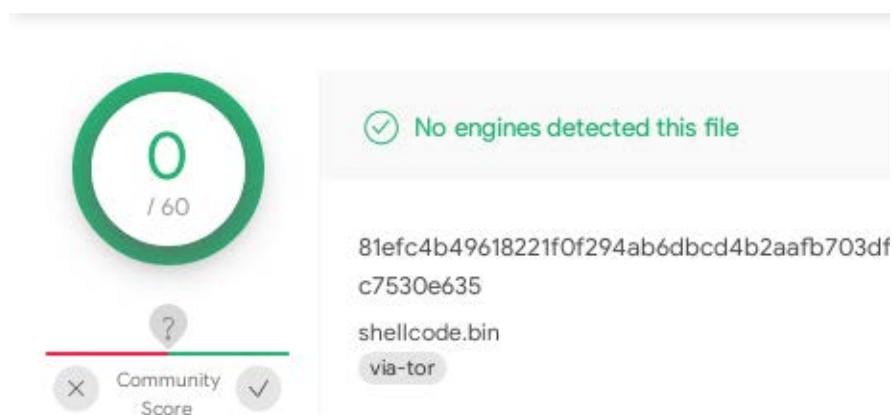 0
/ 60
No engines detected this file
81efc4b49618221f0f294ab6dbcd4b2aafb703df
c7530e635
shellcode.bin
via-tor
?
Community
Score